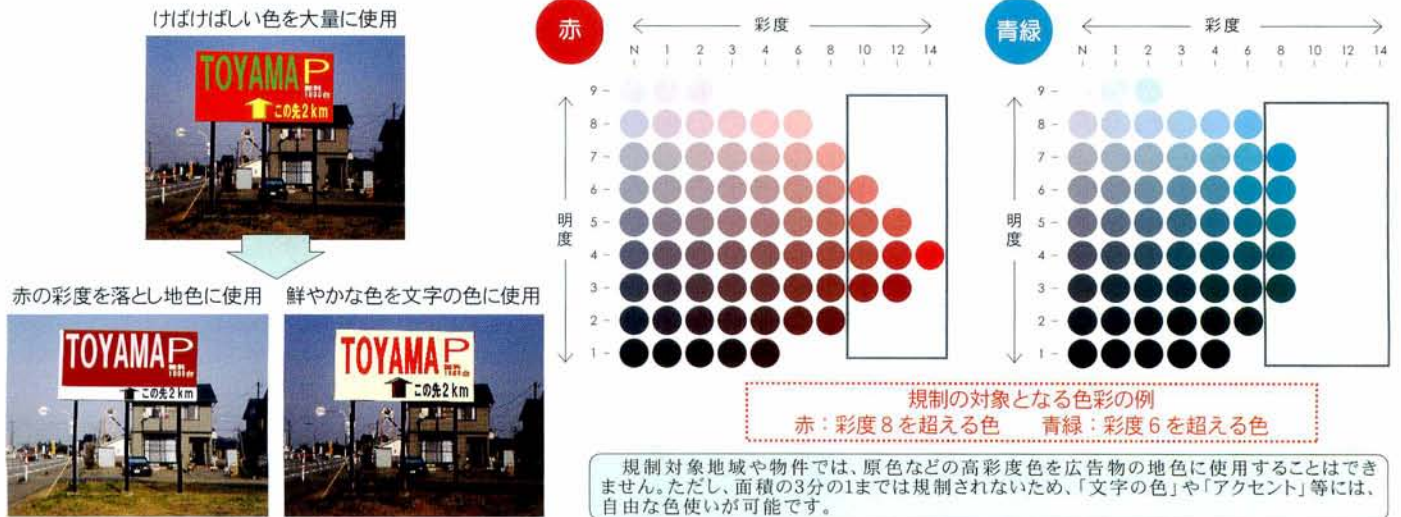 けばけばしい色を大量に使用
TOYAMA P
この先2km
赤の彩度を落とし地色に使用
TOYAMA P
この先2km
鮮やかな色を文字の色に使用
TOYAMA P
この先2km
赤
彩度
N 1 2 3 4 6 8 10 12 14
明度
9
8
7
6
5
4
3
2
1
青緑
彩度
N 1 2 3 4 6 8 10 12 14
明度
9
8
7
6
5
4
3
2
1
規制の対象となる色彩の例
赤：彩度8を超える色 青緑：彩度6を超える色
規制対象地域や物件では、原色などの高彩度色を広告物の地色に使用することはでき
ません。ただし、面積の3分の1までは規制されないため、「文字の色」や「アクセント」等には、
自由な色使いが可能です。